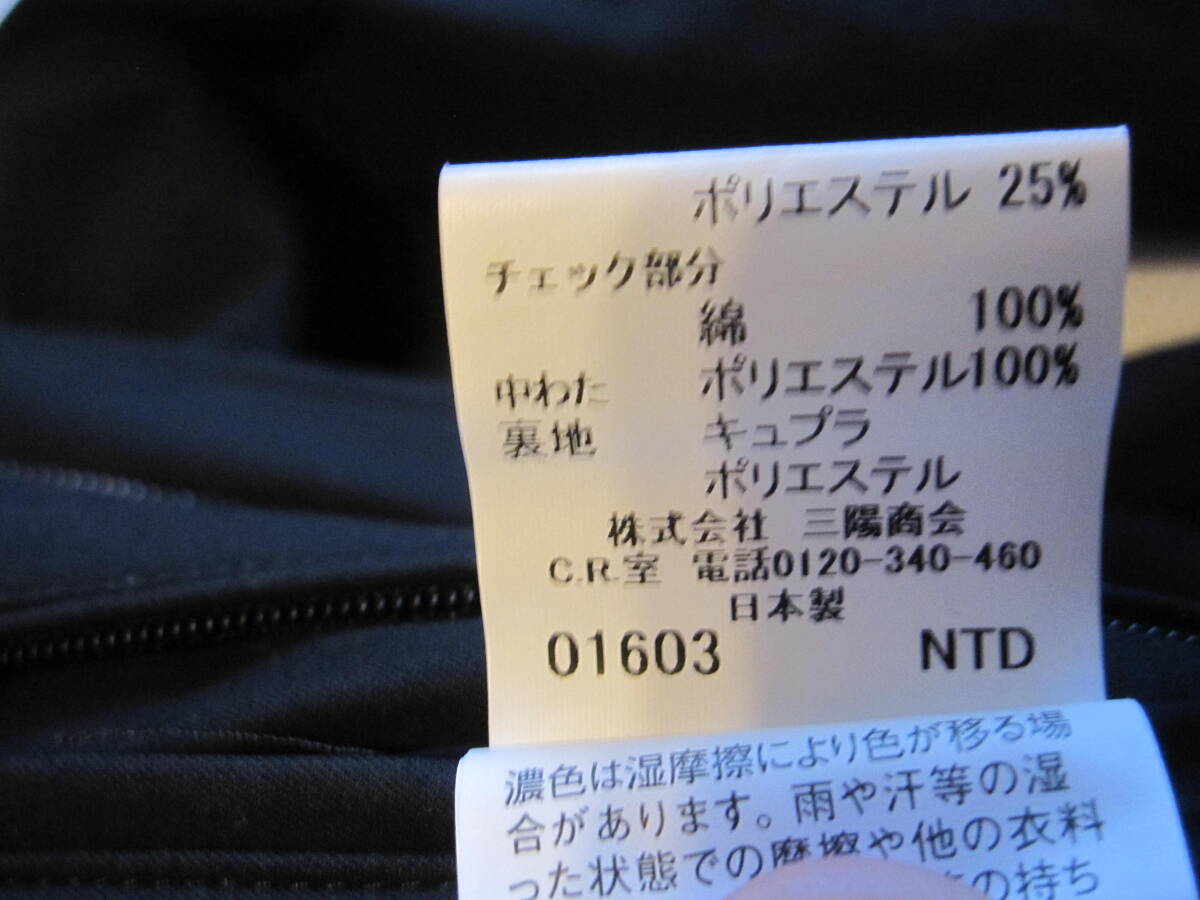 ポリエステル 25%
チェック部分
綿 100%
中わた ポリエステル100%
裏地 キュプラ
ポリエステル
株式会社 三陽商会
C.R.室 電話0120-340-460
日本製
01603 NTD
濃色は湿摩擦により色が移る場
合があります。雨や汗等の湿
った状態での摩擦や他の衣料
の持ち